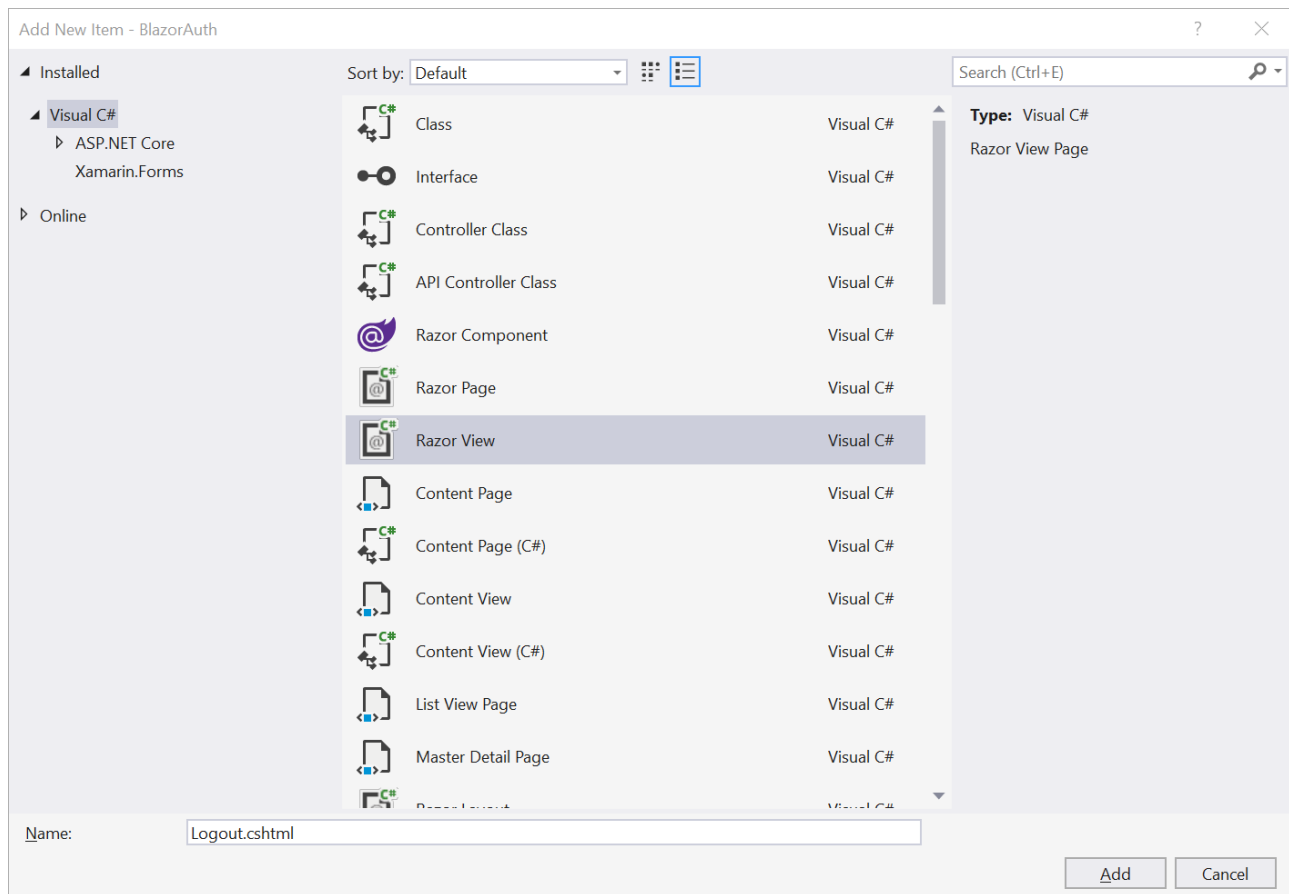 Add New Item - BlazorAuth
?
Installed
Visual C#
ASP.NET Core
Xamarin.Forms
Online
Sort by: Default
Search (Ctrl+E)
C# Class Visual C#
Interface Visual C#
C# Controller Class Visual C#
C# API Controller Class Visual C#
@ Razor Component Visual C#
C# @ Razor Page Visual C#
C# @ Razor View Visual C#
Content Page Visual C#
C# Content Page (C#) Visual C#
Content View Visual C#
C# Content View (C#) Visual C#
List View Page Visual C#
Master Detail Page Visual C#
C# Razor Layout Visual C#
Type: Visual C#
Razor View Page
Name: Logout.cshtml
Add Cancel